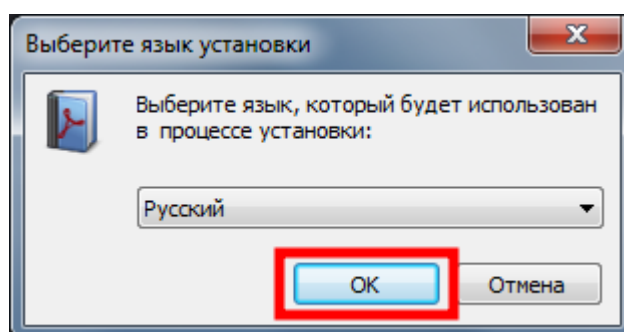 Выберите язык установки
Выберите язык, который будет использован
в процессе установки:
Русский
OK
Отмена